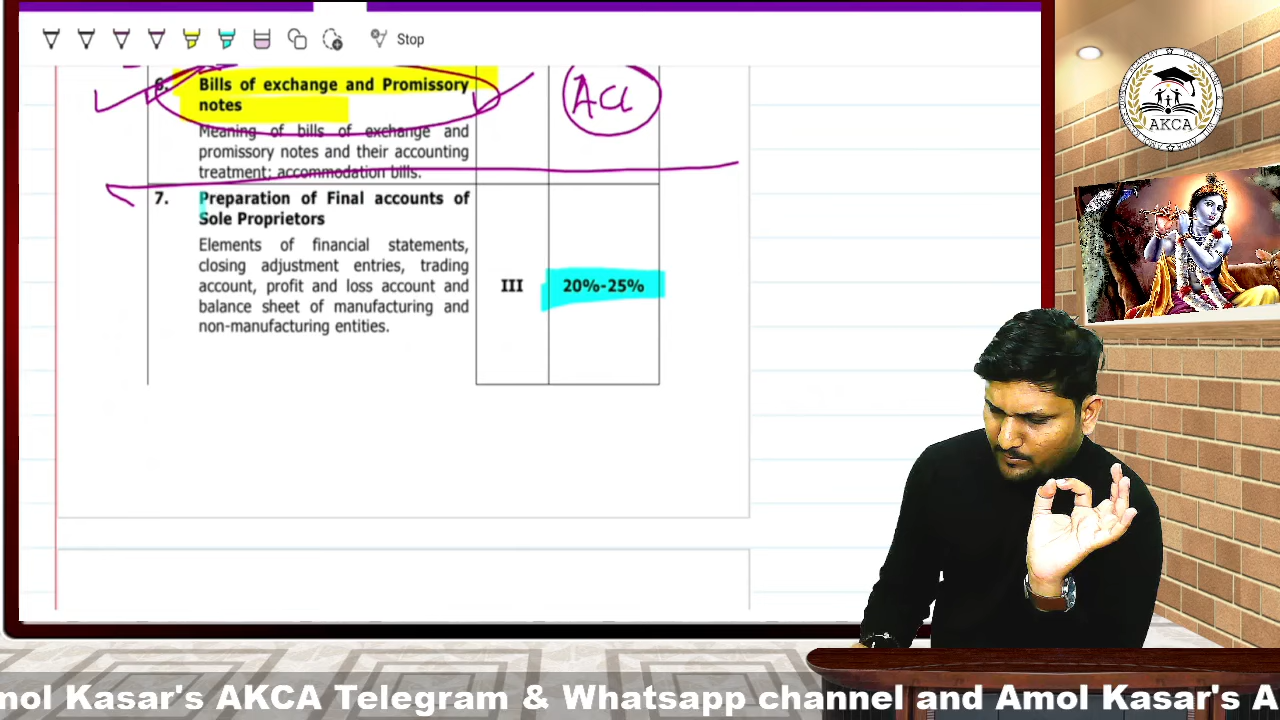 Stop
6. Bills of exchange and Promissory
notes
ACC
Meaning of bills of exchange and
promissory notes and their accounting
treatment; accommodation bills.
7. Preparation of Final accounts of
Sole Proprietors
Elements of financial statements,
closing adjustment entries, trading
account, profit and loss account and
balance sheet of manufacturing and
non-manufacturing entities.
III 20%-25%
AKCA
mol Kasar's AKCA Telegram & Whatsapp channel and Amol Kasar's A